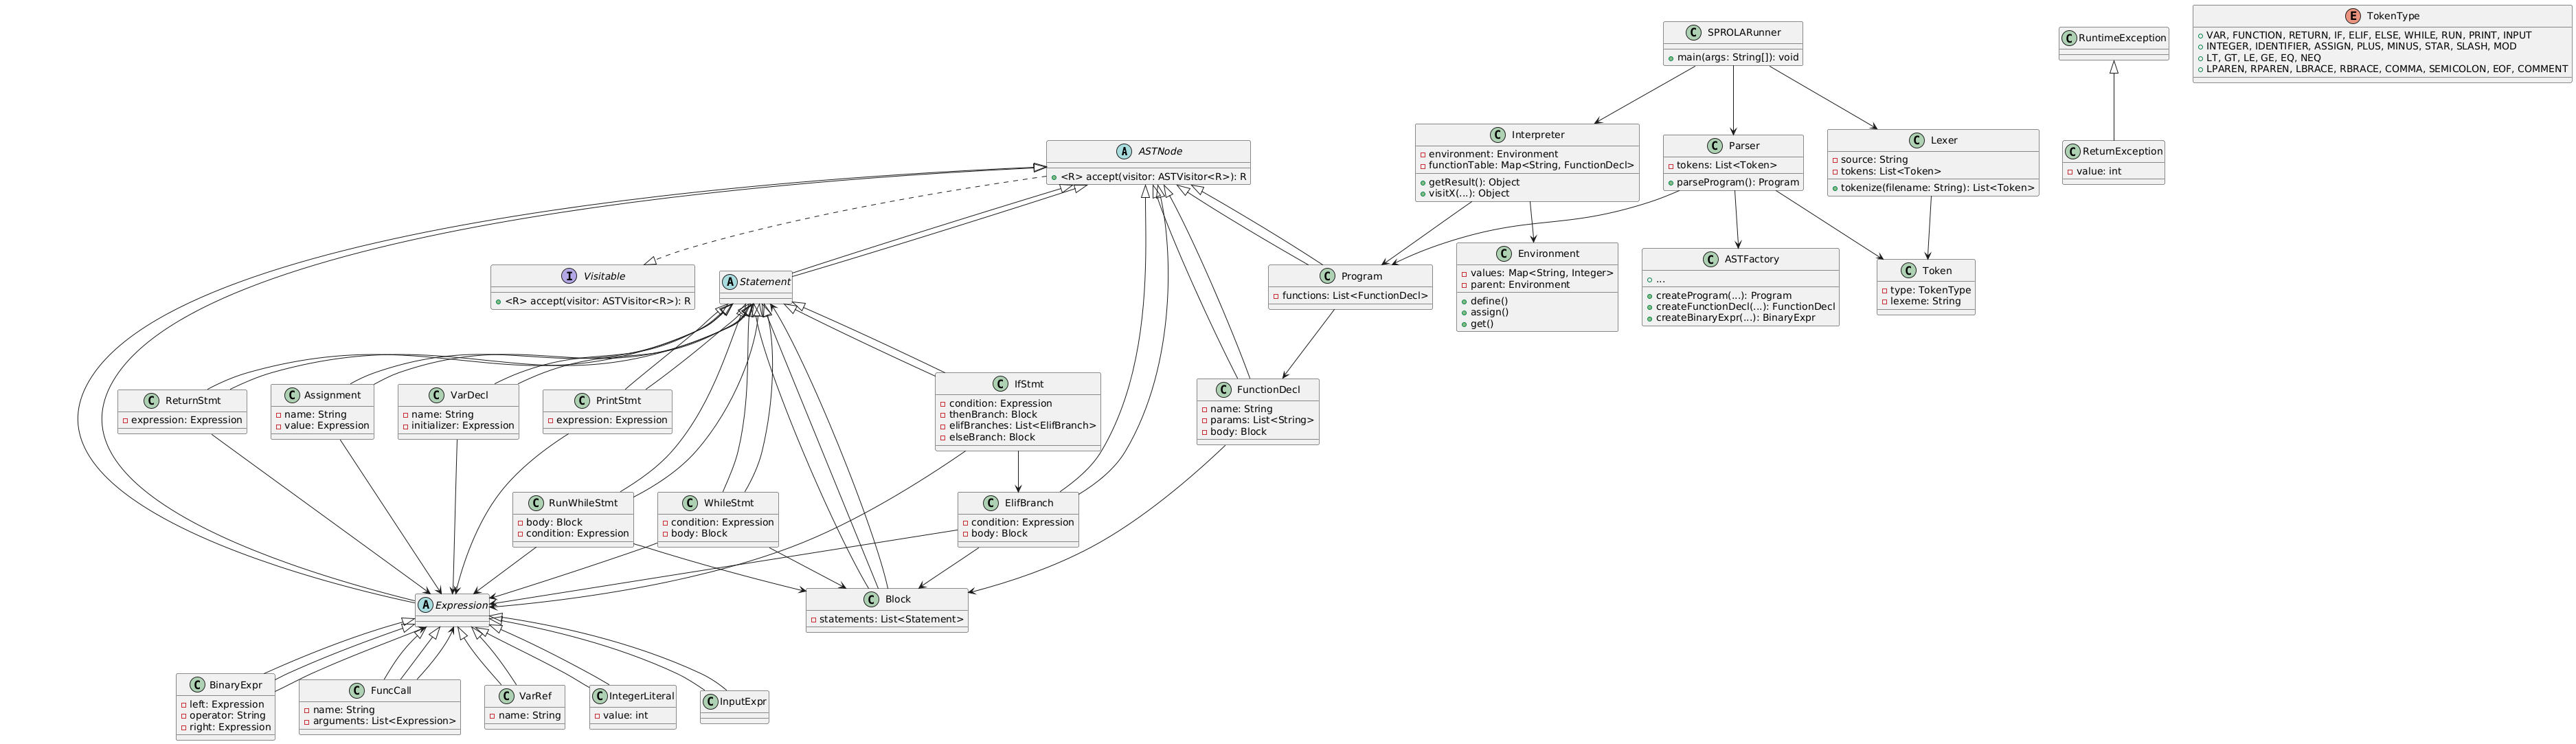 E TokenType
VAR, FUNCTION, RETURN, IF, ELIF, ELSE, WHILE, RUN, PRINT, INPUT
INTEGER, IDENTIFIER, ASSIGN, PLUS, MINUS, STAR, SLASH, MOD
LT, GT, LE, GE, EQ, NEQ
LPAREN, RPAREN, LBRACE, RBRACE, COMMA, SEMICOLON, EOF, COMMENT
C SPROLARunner
main(args: String[]): void
C RuntimeException
A ASTNode
<R> accept(visitor: ASTVisitor<R>): R
C Interpreter
environment: Environment
functionTable: Map<String, FunctionDecl>
getResult(): Object
visitX(...): Object
C Parser
tokens: List<Token>
parseProgram(): Program
C Lexer
source: String
tokens: List<Token>
tokenize(filename: String): List<Token>
C ReturnException
value: int
I Visitable
<R> accept(visitor: ASTVisitor<R>): R
A Statement
C Program
functions: List<FunctionDecl>
C Environment
values: Map<String, Integer>
parent: Environment
define()
assign()
get()
C ASTFactory
...
createProgram(...): Program
createFunctionDecl(...): FunctionDecl
createBinaryExpr(...): BinaryExpr
C Token
type: TokenType
lexeme: String
C ReturnStmt
expression: Expression
C Assignment
name: String
value: Expression
C VarDecl
name: String
initializer: Expression
C PrintStmt
expression: Expression
C IfStmt
condition: Expression
thenBranch: Block
elifBranches: List<ElifBranch>
elseBranch: Block
C FunctionDecl
name: String
params: List<String>
body: Block
C RunWhileStmt
body: Block
condition: Expression
C WhileStmt
condition: Expression
body: Block
C ElifBranch
condition: Expression
body: Block
A Expression
C Block
statements: List<Statement>
C BinaryExpr
left: Expression
operator: String
right: Expression
C FuncCall
name: String
arguments: List<Expression>
C VarRef
name: String
C IntegerLiteral
value: int
C InputExpr